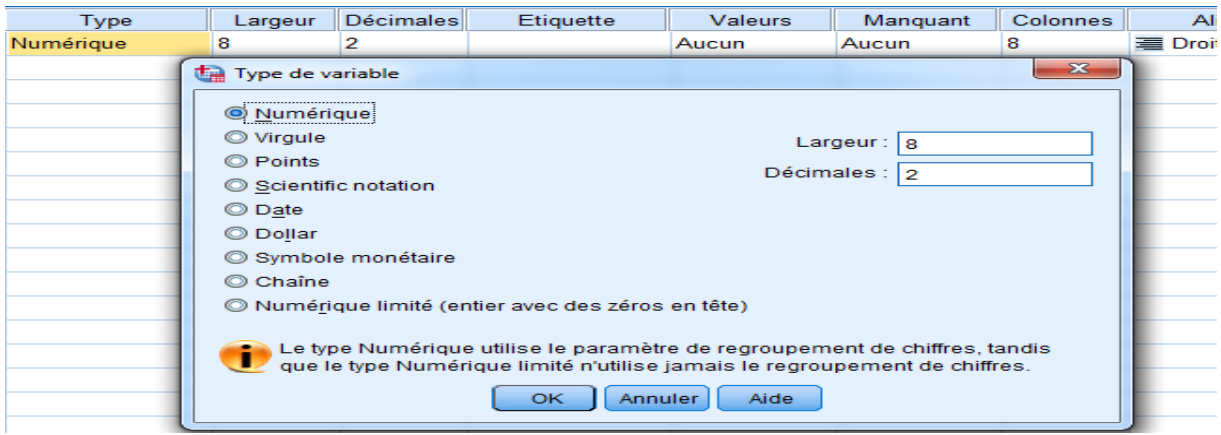 Type Largeur Décimales Etiquette Valeurs Manquant Colonnes
Numérique 8 2 Aucun Aucun 8
Type de variable
Numérique
Virgule
Largeur : 8
Points
Décimales : 2
Scientific notation
Date
Dollar
Symbole monétaire
Chaîne
Numérique limité (entier avec des zéros en tête)
Le type Numérique utilise le paramètre de regroupement de chiffres, tandis
que le type Numérique limité n'utilise jamais le regroupement de chiffres.
OK Annuler Aide